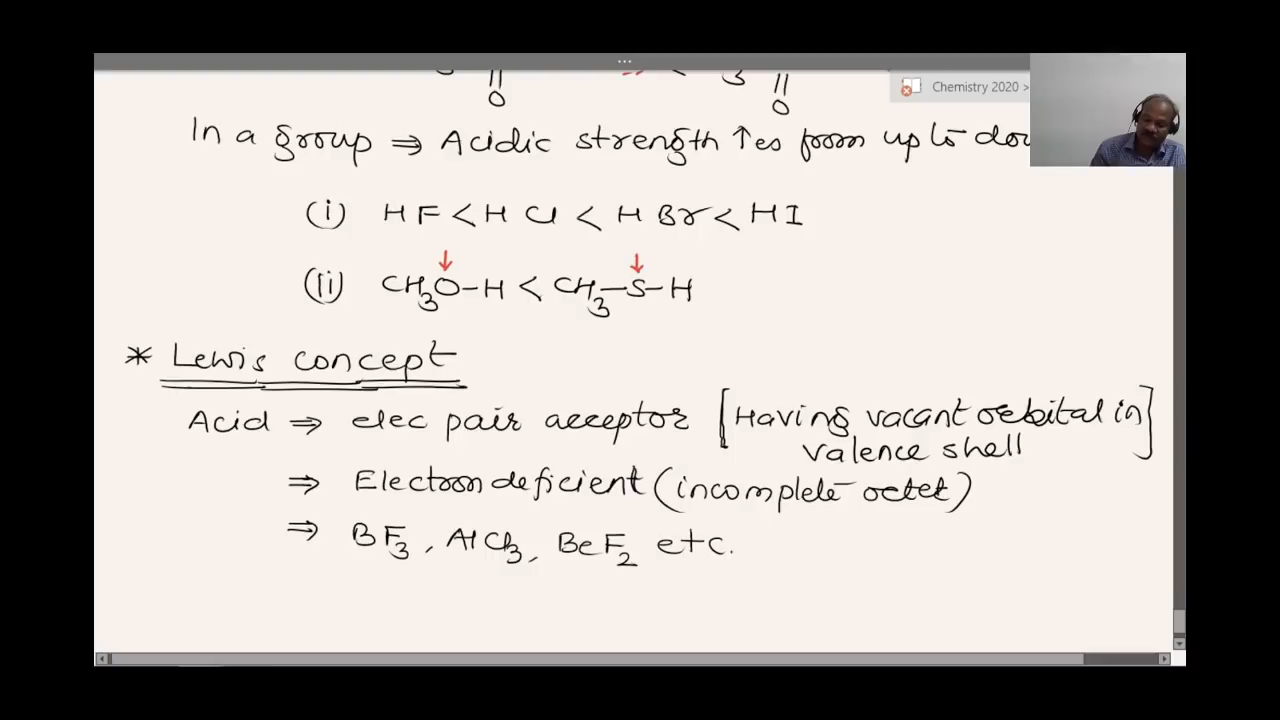 O O
Chemistry 2020 >
In a group ⇒ Acidic strength ↑es from up to dow
(i) HF < HCl < HBr < HI
(ii) CH₃O–H < CH₃–S–H
* Lewis concept
Acid ⇒ elec pair acceptor [Having vacant orbital in
valence shell]
⇒ Electron deficient (incomplete octet)
⇒ BF₃, AlCl₃, BeF₂ etc.